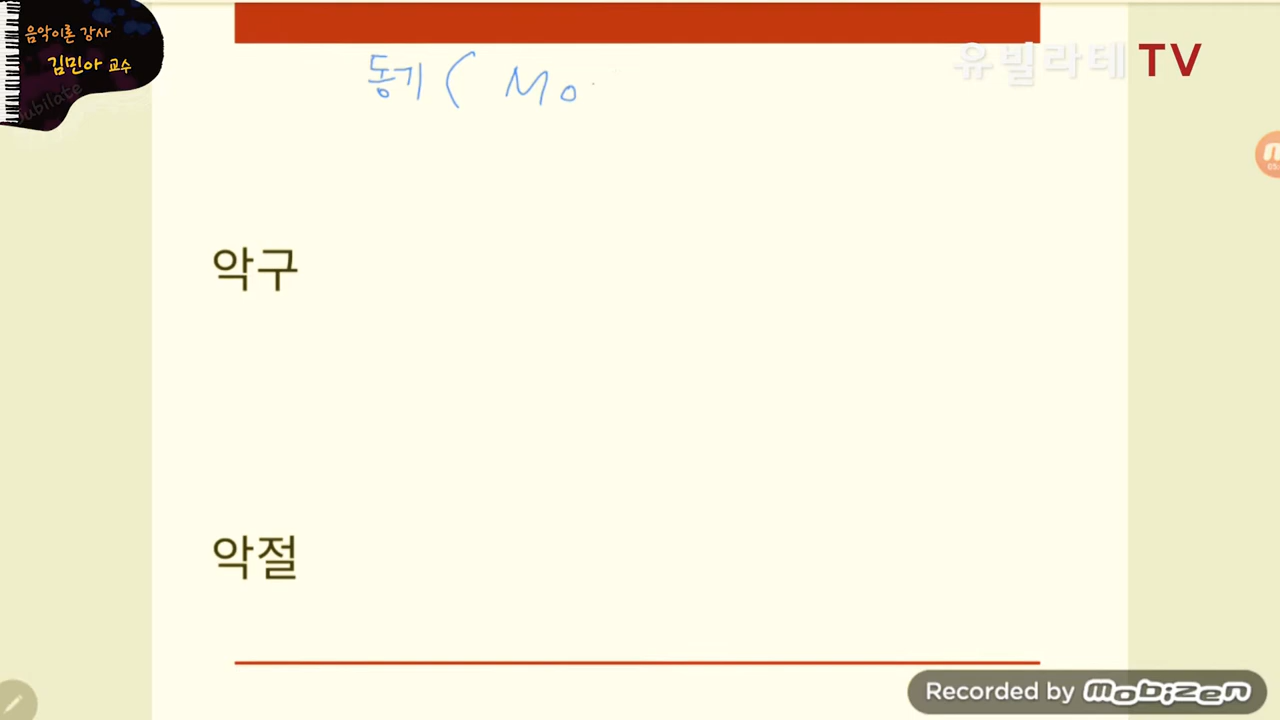 음악이론 강사
김민아 교수
Jubilate
유빌라테 TV
동기 ( Mo
악구
악절
Recorded by mobizen